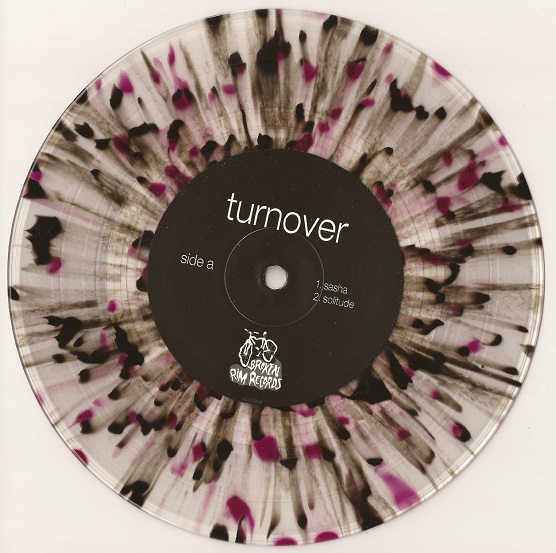 turnover
side a
1. sasha
2. solitude
BROKEN
RIM RECORDS